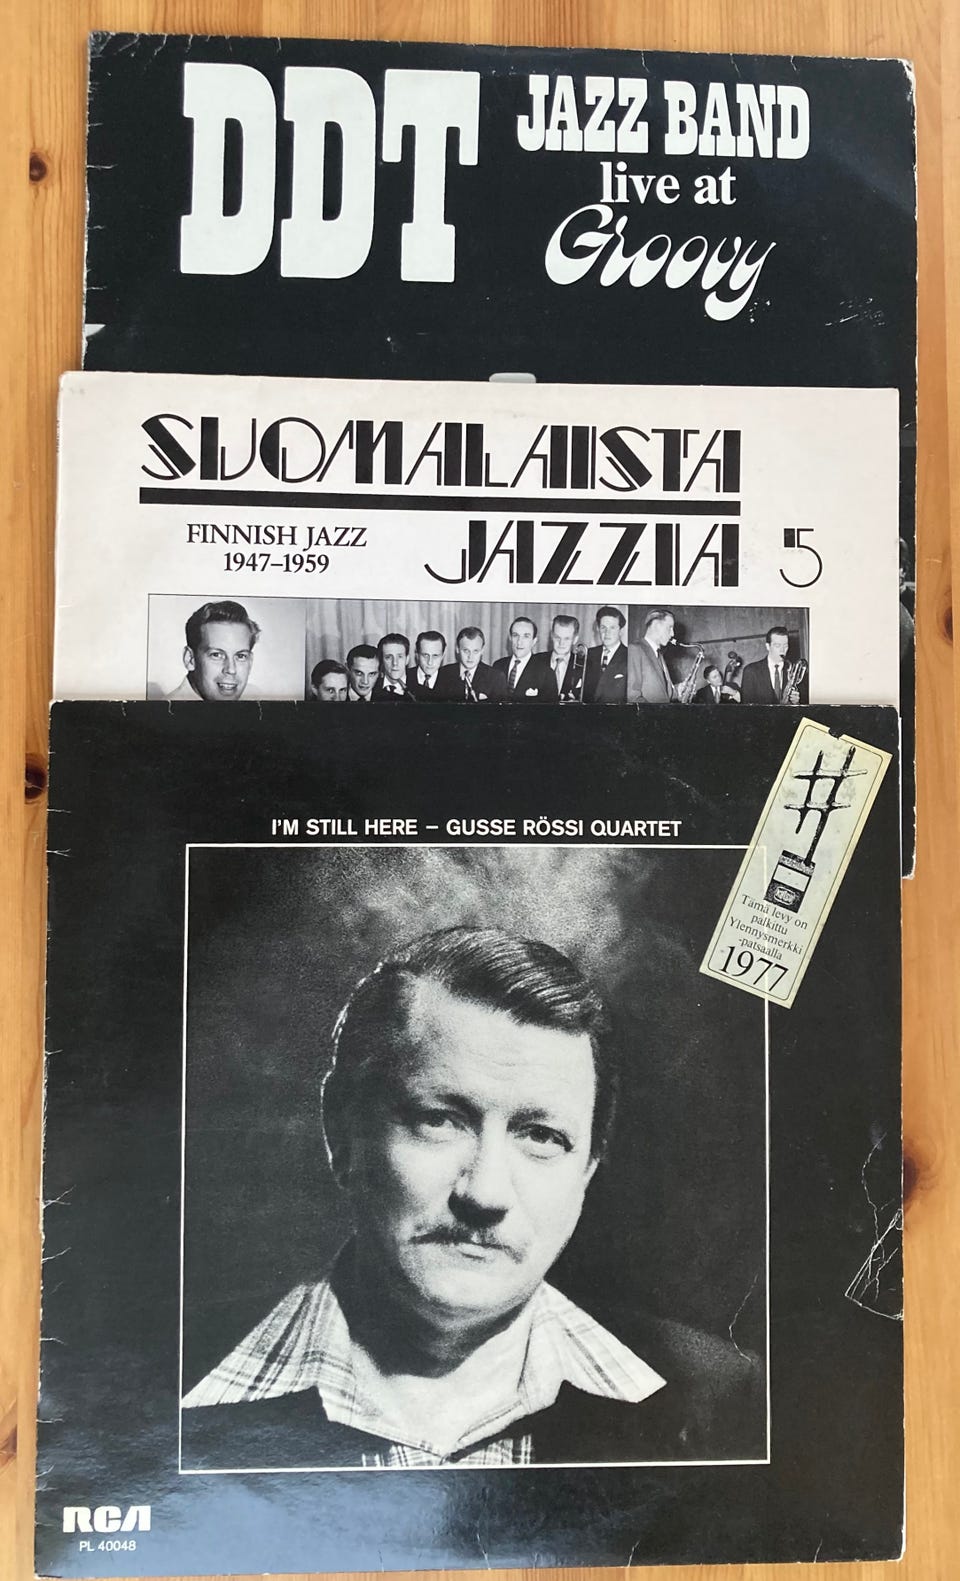 DDT
JAZZ BAND
live at
Groovy
SUOMALAISTA
FINNISH JAZZ
1947–1959
JAZZIA 5
I'M STILL HERE – GUSSE RÖSSI QUARTET
Tämä levy on
palkittu
Ylennysmerkki
-patsaalla
1977
RCA
PL 40048